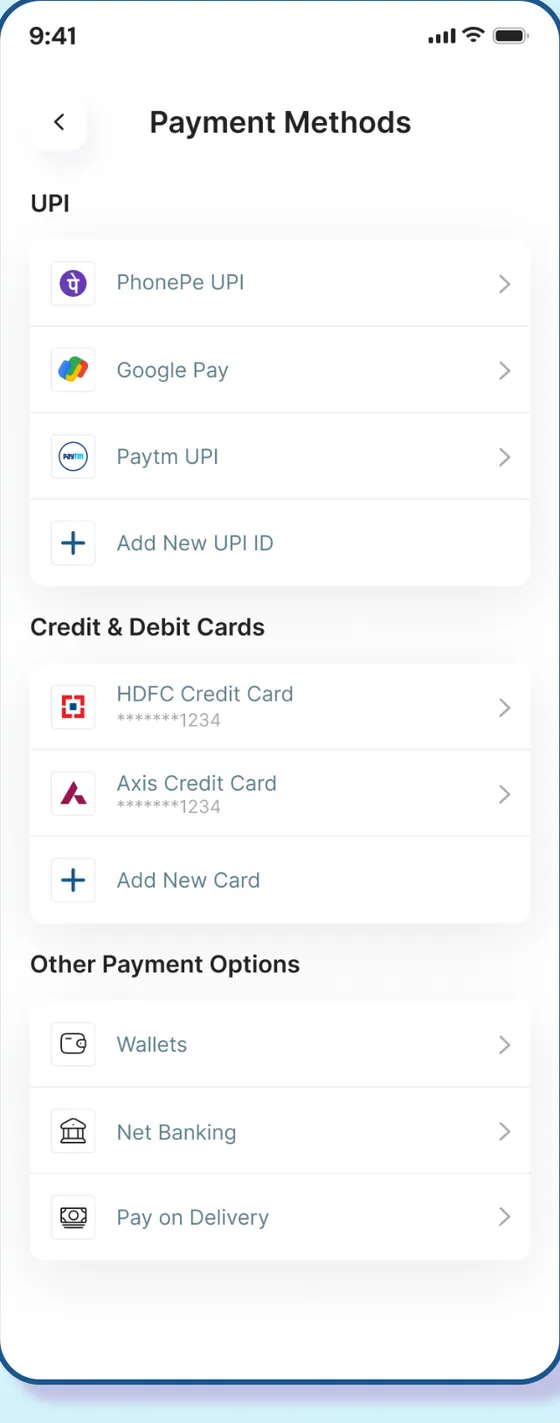 9:41
Payment Methods
UPI
पे
PhonePe UPI
Google Pay
paytm
Paytm UPI
Add New UPI ID
Credit & Debit Cards
HDFC Credit Card
*******1234
Axis Credit Card
*******1234
Add New Card
Other Payment Options
Wallets
Net Banking
Pay on Delivery